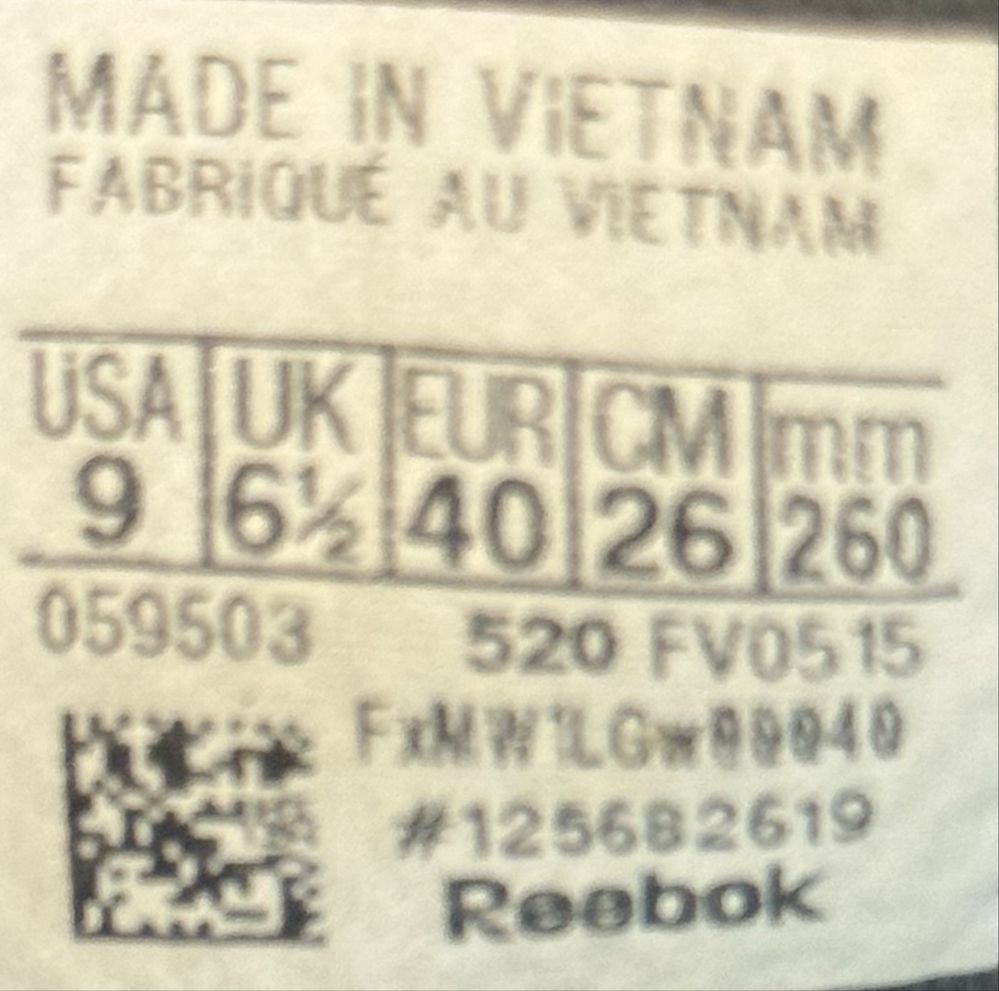 MADE IN VIETNAM
FABRIQUÉ AU VIETNAM
USA UK EUR CM mm
9 6½ 40 26 260
059503 520 FV0515
FxMW1LGw00040
#125682619
Reebok